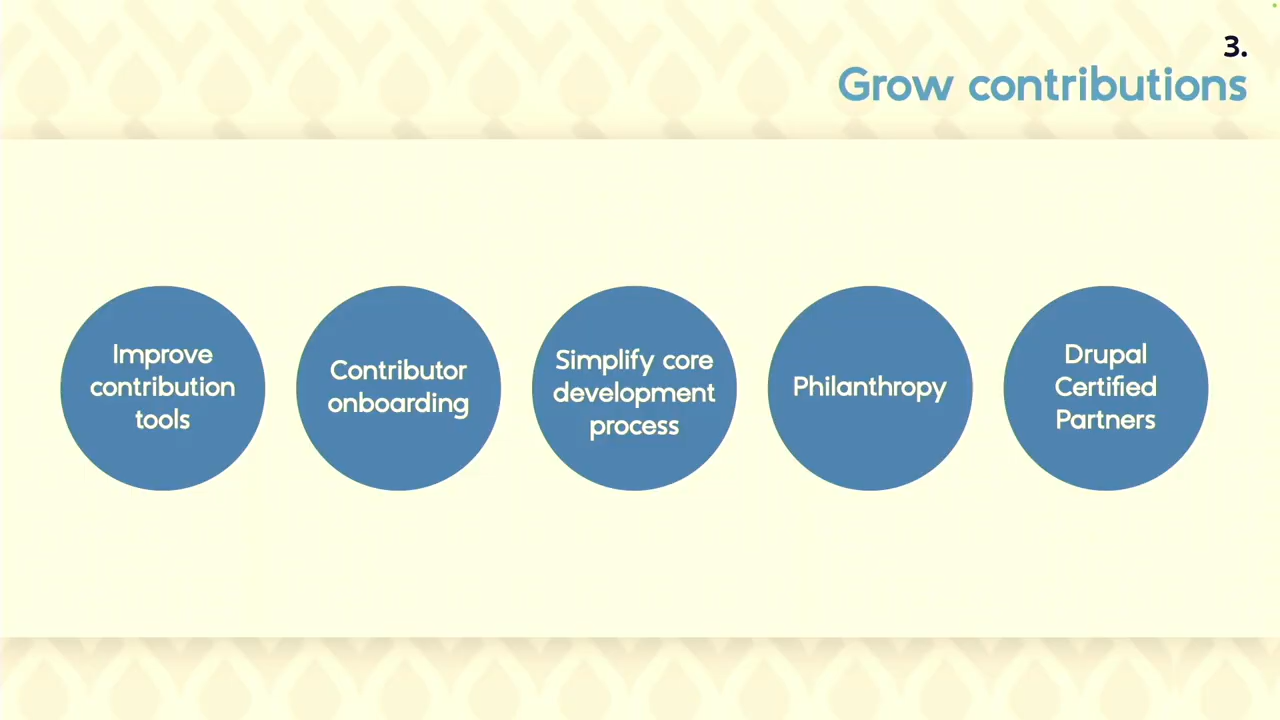 3.
Grow contributions
Improve
contribution
tools
Contributor
onboarding
Simplify core
development
process
Philanthropy
Drupal
Certified
Partners